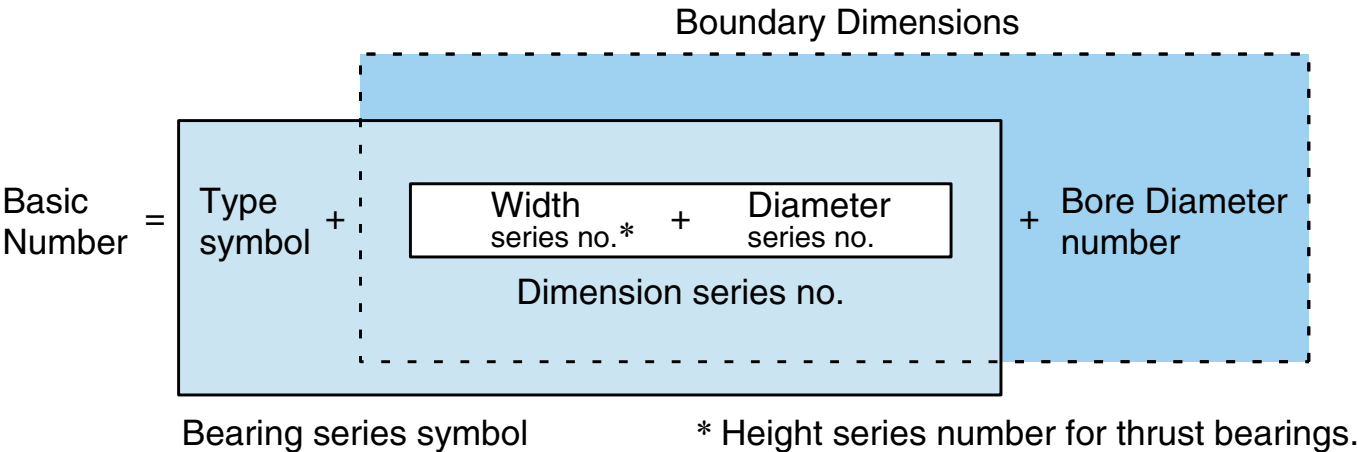 Boundary Dimensions
Basic
Number
=
Type
symbol
+
Width
series no.*
+
Diameter
series no.
Dimension series no.
+
Bore Diameter
number
Bearing series symbol
* Height series number for thrust bearings.